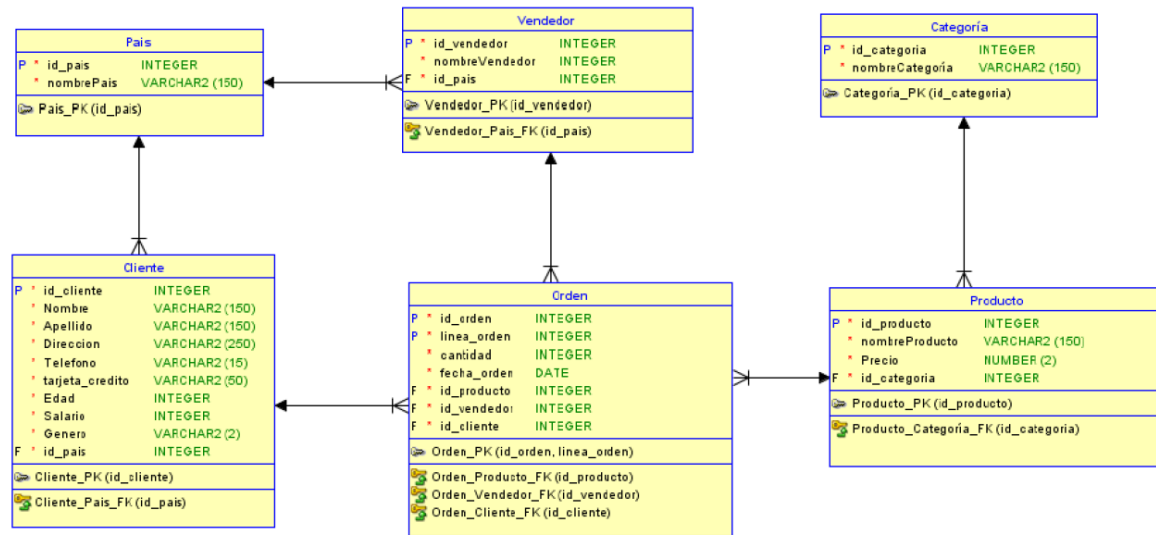 Pais
P * id_pais INTEGER
* nombrePais VARCHAR2 (150)
Pais_PK (id_pais)
Vendedor
P * id_vendedor INTEGER
* nombreVendedor INTEGER
F * id_pais INTEGER
Vendedor_PK (id_vendedor)
Vendedor_Pais_FK (id_pais)
Categoría
P * id_categoria INTEGER
* nombreCategoría VARCHAR2 (150)
Categoría_PK (id_categoria)
Cliente
P * id_cliente INTEGER
* Nombre VARCHAR2 (150)
* Apellido VARCHAR2 (150)
* Direccion VARCHAR2 (250)
* Telefono VARCHAR2 (15)
* tarjeta_credito VARCHAR2 (50)
* Edad INTEGER
* Salario INTEGER
* Genero VARCHAR2 (2)
F * id_pais INTEGER
Cliente_PK (id_cliente)
Cliente_Pais_FK (id_pais)
Orden
P * id_orden INTEGER
P * linea_orden INTEGER
* cantidad INTEGER
* fecha_orden DATE
F * id_producto INTEGER
F * id_vendedor INTEGER
F * id_cliente INTEGER
Orden_PK (id_orden, linea_orden)
Orden_Producto_FK (id_producto)
Orden_Vendedor_FK (id_vendedor)
Orden_Cliente_FK (id_cliente)
Producto
P * id_producto INTEGER
* nombreProducto VARCHAR2 (150)
* Precio NUMBER (2)
F * id_categoria INTEGER
Producto_PK (id_producto)
Producto_Categoría_FK (id_categoria)